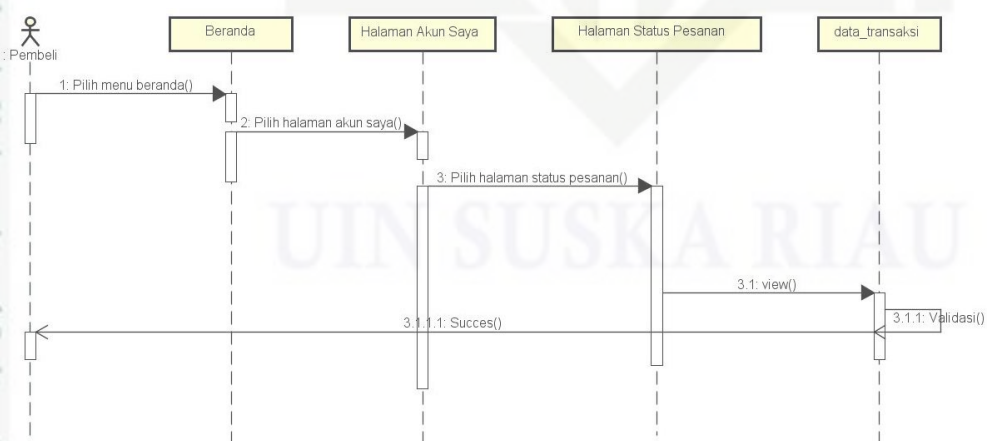 Beranda
Halaman Akun Saya
Halaman Status Pesanan
data_transaksi
: Pembeli
1: Pilih menu beranda()
2: Pilih halaman akun saya()
3: Pilih halaman status pesanan()
UIN SUSKA RIAU
3.1: view()
3.1.1: Validasi()
3.1.1.1: Succes()